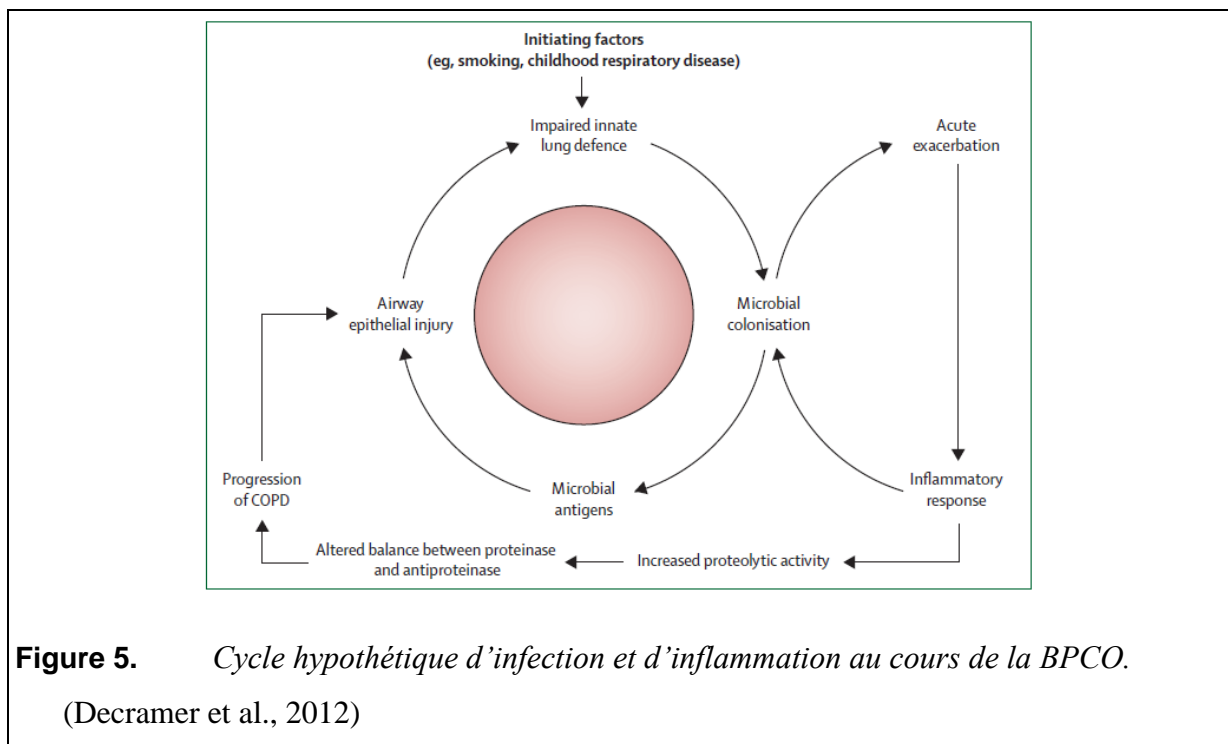 Initiating factors
(eg, smoking, childhood respiratory disease)
Impaired innate
lung defence
Acute
exacerbation
Airway
epithelial injury
Microbial
colonisation
Progression
of COPD
Microbial
antigens
Inflammatory
response
Altered balance between proteinase
and antiproteinase
Increased proteolytic activity
Figure 5. Cycle hypothétique d’infection et d’inflammation au cours de la BPCO.
(Decramer et al., 2012)